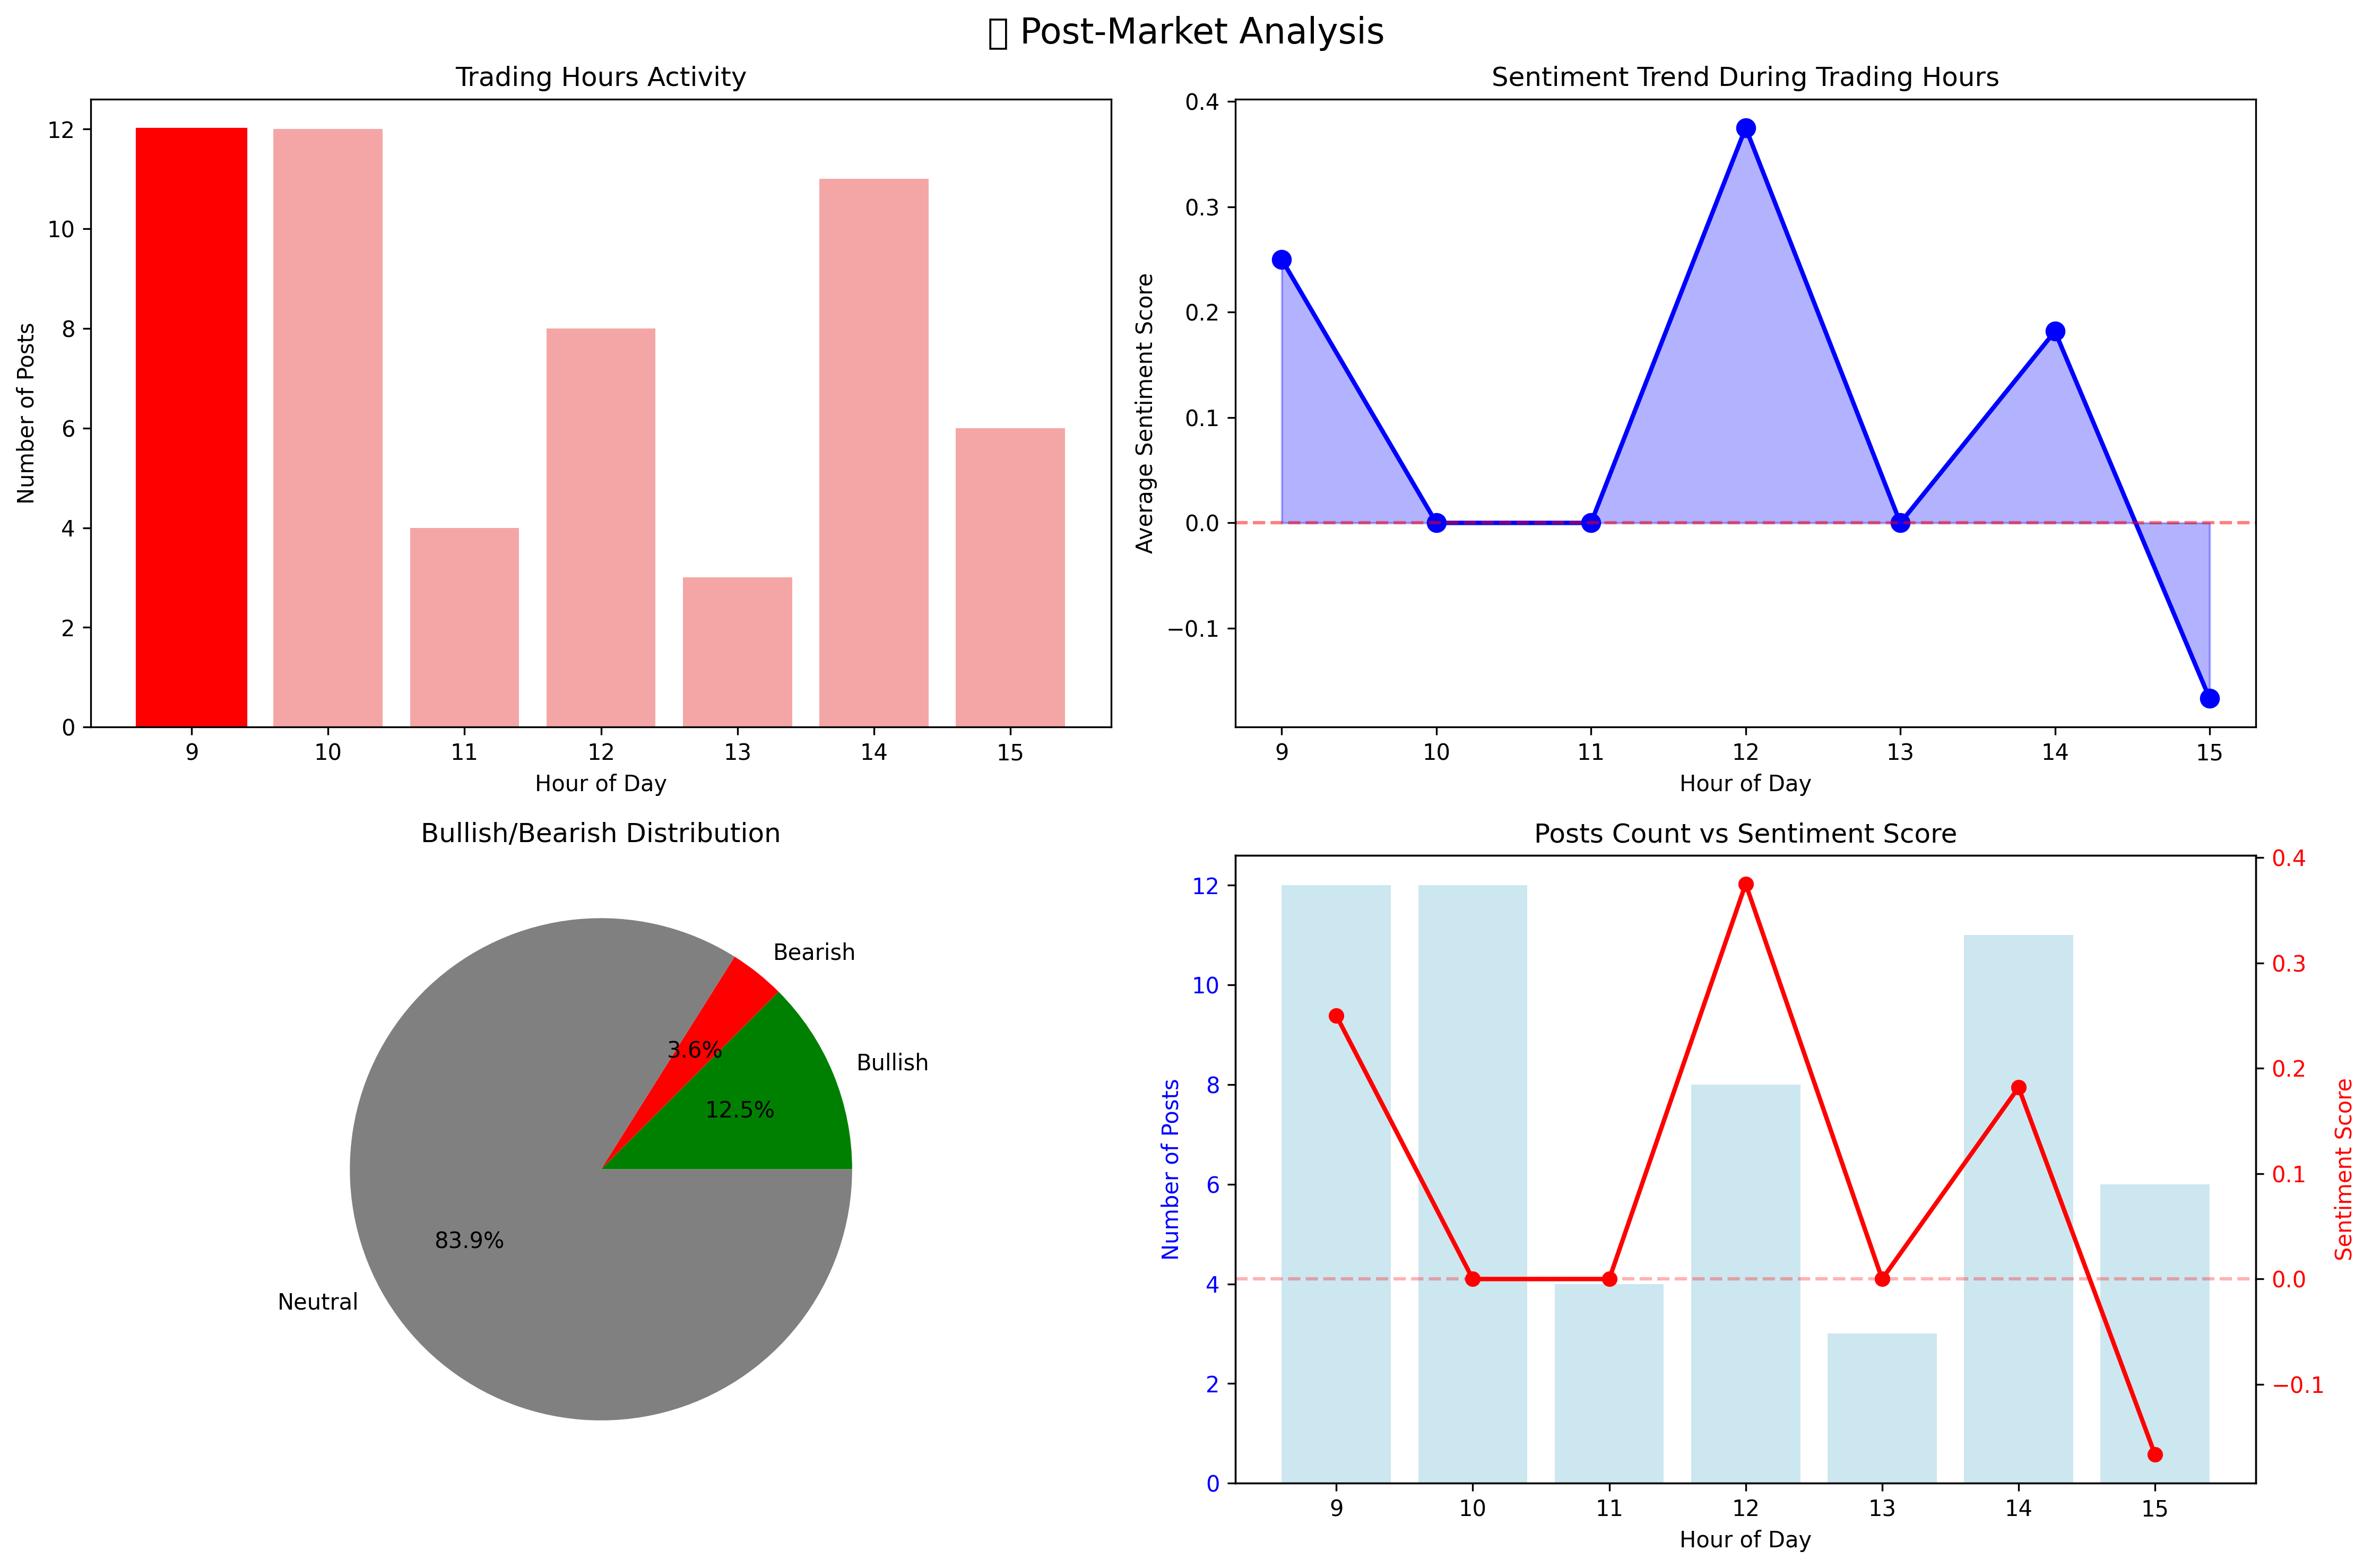 Post-Market Analysis
Trading Hours Activity
Number of Posts
12
10
8
6
4
2
0
9 10 11 12 13 14 15
Hour of Day
Sentiment Trend During Trading Hours
Average Sentiment Score
0.4
0.3
0.2
0.1
0.0
−0.1
9 10 11 12 13 14 15
Hour of Day
Bullish/Bearish Distribution
Bearish
3.6%
Bullish
12.5%
83.9%
Neutral
Posts Count vs Sentiment Score
Number of Posts
12
10
8
6
4
2
0
0.4
0.3
0.2
0.1
0.0
−0.1
Sentiment Score
9 10 11 12 13 14 15
Hour of Day